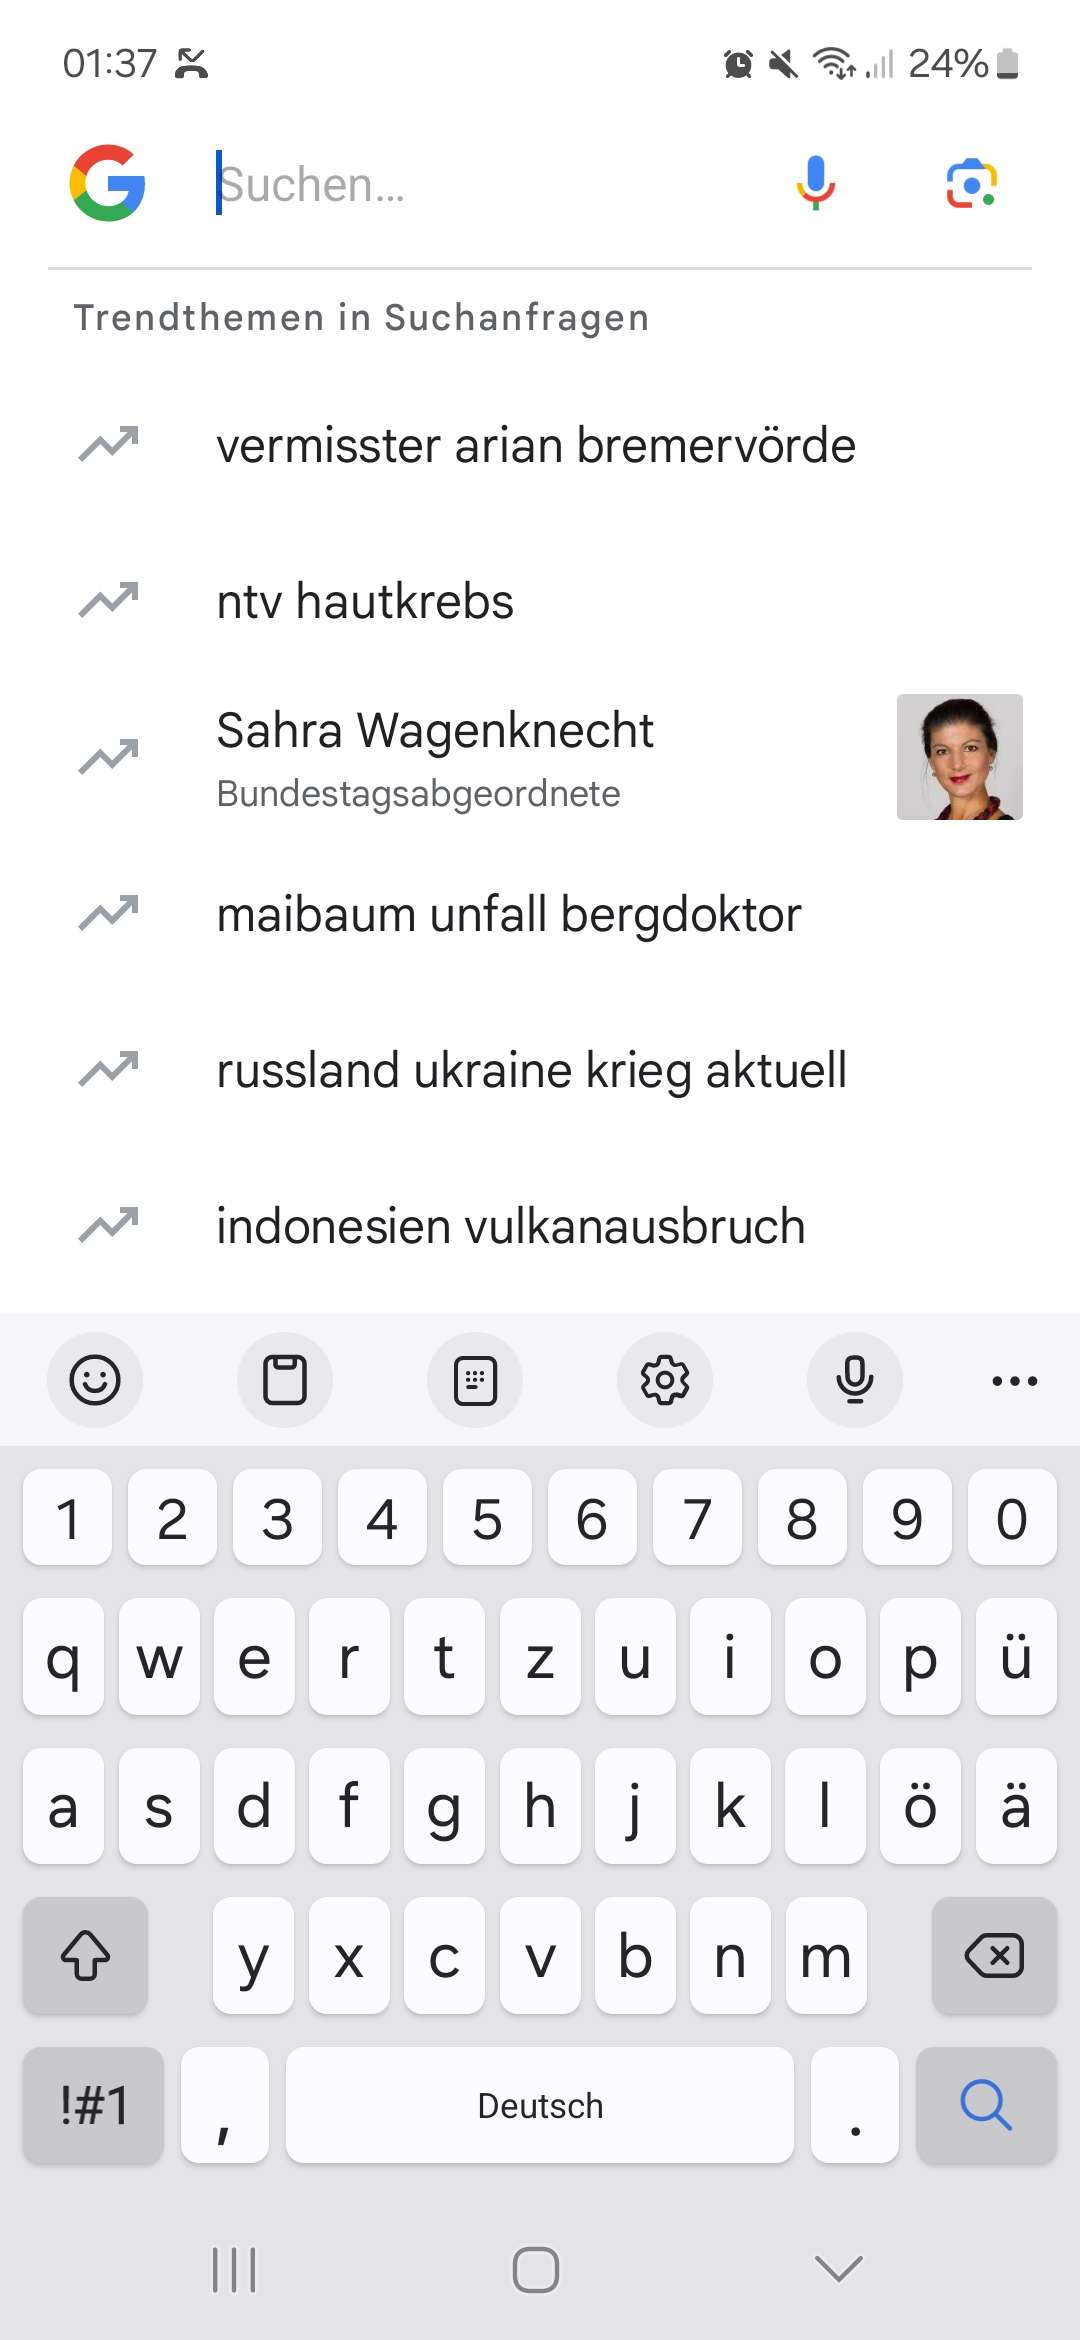 01:37 24%
Suchen...
Trendthemen in Suchanfragen
vermisster arian bremervörde
ntv hautkrebs
Sahra Wagenknecht
Bundestagsabgeordnete
maibaum unfall bergdoktor
russland ukraine krieg aktuell
indonesien vulkanausbruch
1 2 3 4 5 6 7 8 9 0
q w e r t z u i o p ü
a s d f g h j k l ö ä
y x c v b n m
!#1 , Deutsch .